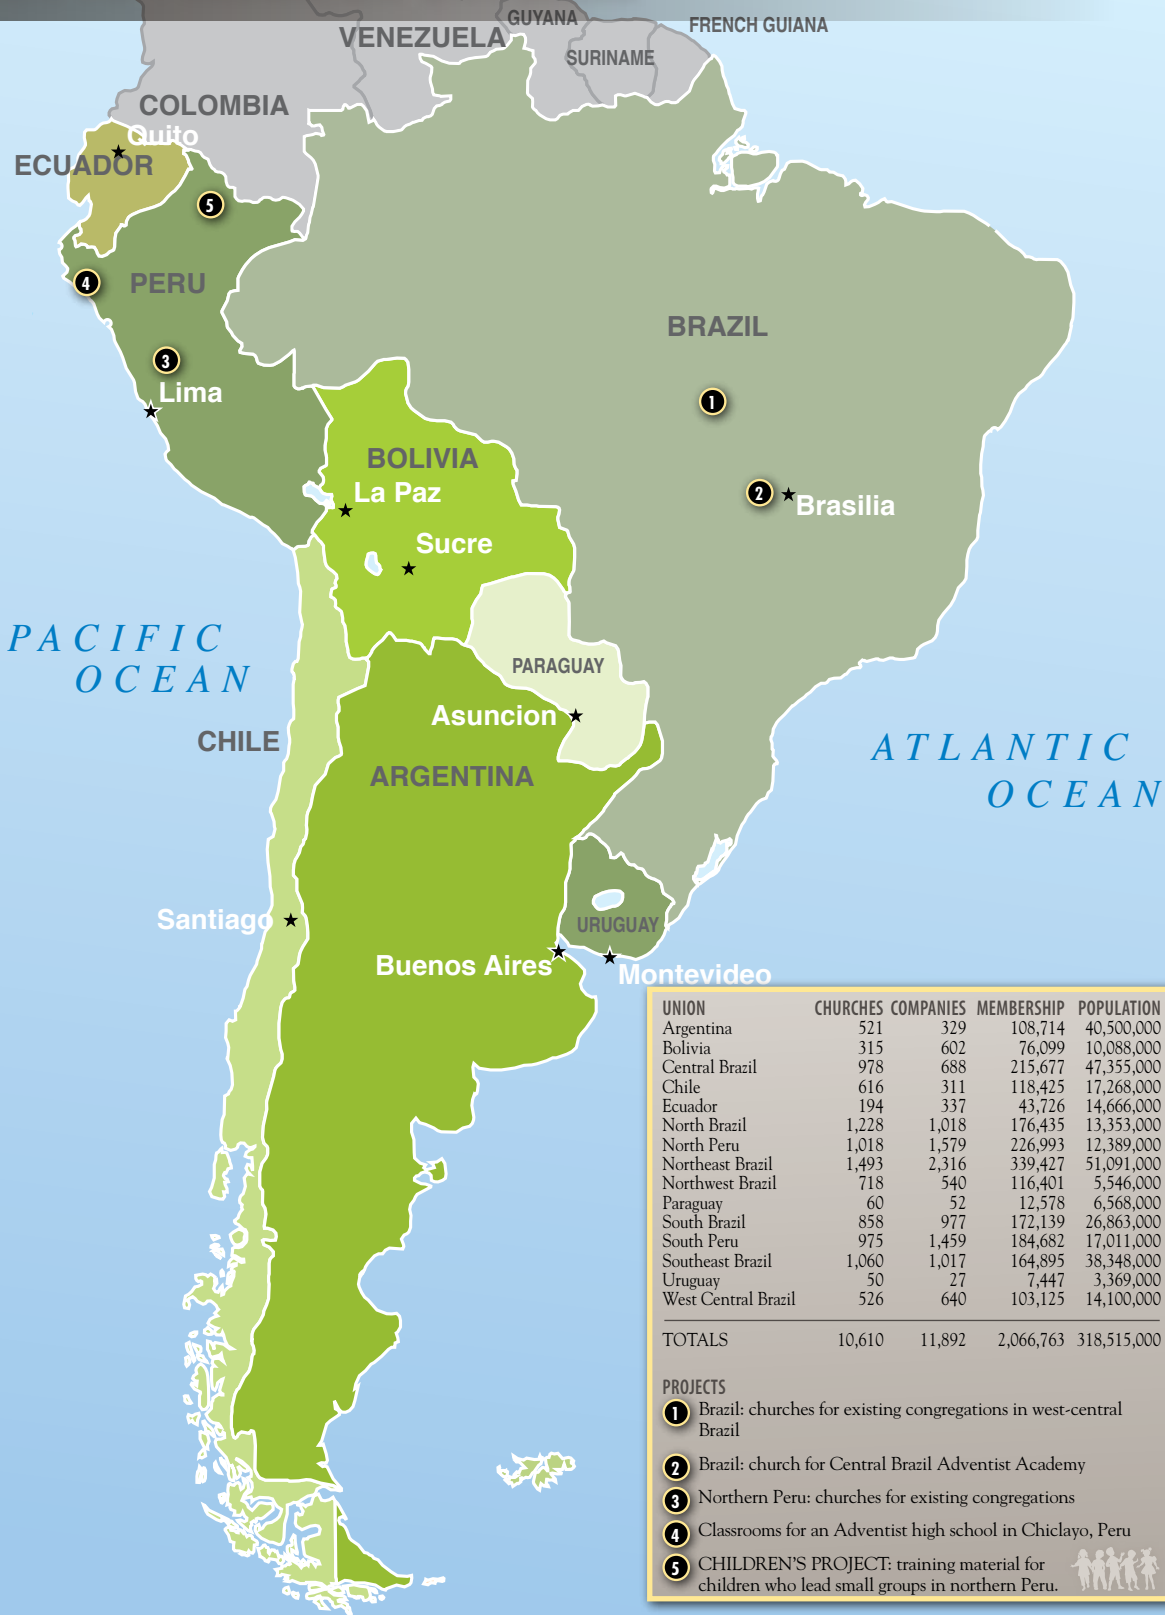 GUYANA
FRENCH GUIANA
VENEZUELA
SURINAME
COLOMBIA
Quito
ECUADOR
5
4
PERU
BRAZIL
3
Lima
1
BOLIVIA
La Paz
2
Brasilia
Sucre
PACIFIC
OCEAN
PARAGUAY
Asuncion
CHILE
ATLANTIC
OCEAN
ARGENTINA
Santiago
URUGUAY
Buenos Aires
Montevideo
UNION CHURCHES COMPANIES MEMBERSHIP POPULATION
Argentina 521 329 108,714 40,500,000
Bolivia 315 602 76,099 10,088,000
Central Brazil 978 688 215,677 47,355,000
Chile 616 311 118,425 17,268,000
Ecuador 194 337 43,726 14,666,000
North Brazil 1,228 1,018 176,435 13,353,000
North Peru 1,018 1,579 226,993 12,389,000
Northeast Brazil 1,493 2,316 339,427 51,091,000
Northwest Brazil 718 540 116,401 5,546,000
Paraguay 60 52 12,578 6,568,000
South Brazil 858 977 172,139 26,863,000
South Peru 975 1,459 184,682 17,011,000
Southeast Brazil 1,060 1,017 164,895 38,348,000
Uruguay 50 27 7,447 3,369,000
West Central Brazil 526 640 103,125 14,100,000
TOTALS 10,610 11,892 2,066,763 318,515,000
PROJECTS
1 Brazil: churches for existing congregations in west-central
Brazil
2 Brazil: church for Central Brazil Adventist Academy
3 Northern Peru: churches for existing congregations
4 Classrooms for an Adventist high school in Chiclayo, Peru
5 CHILDREN'S PROJECT: training material for
children who lead small groups in northern Peru.